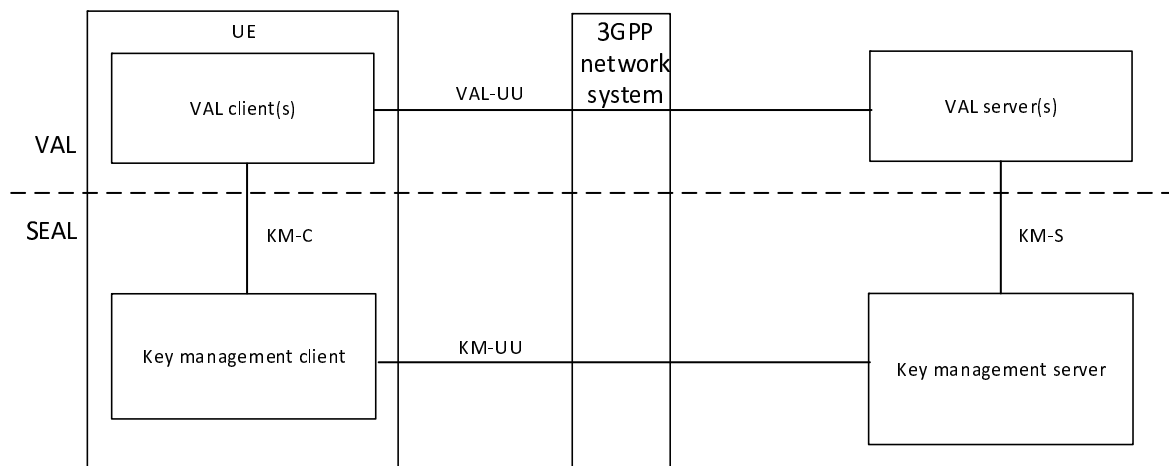 UE
3GPP
network
system
VAL client(s)
VAL-UU
VAL server(s)
VAL
SEAL
KM-C
KM-S
Key management client
KM-UU
Key management server